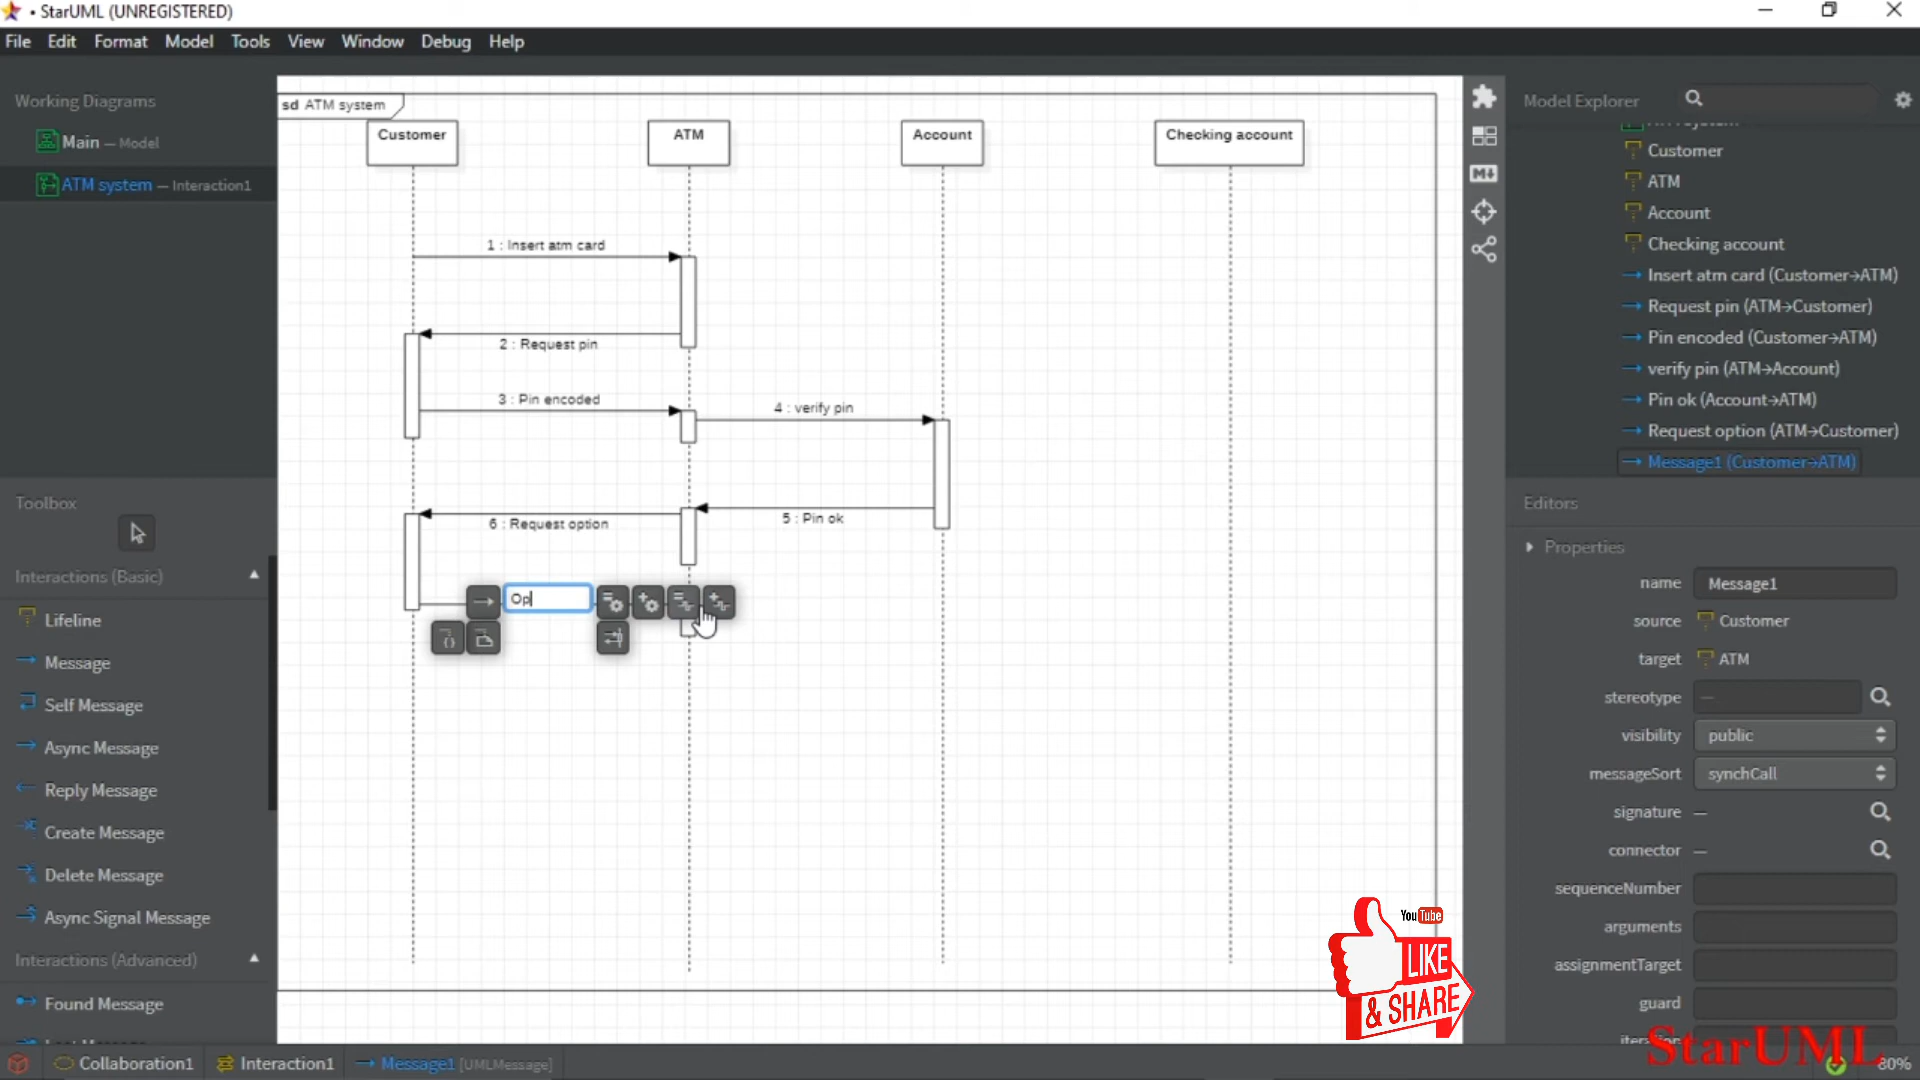 • StarUML (UNREGISTERED)
File Edit Format Model Tools View Window Debug Help
Working Diagrams
Main — Model
ATM system — Interaction1
Toolbox
Interactions (Basic)
Lifeline
Message
Self Message
Async Message
Reply Message
Create Message
Delete Message
Async Signal Message
Interactions (Advanced)
Found Message
sd ATM system
Customer
ATM
Account
Checking account
1 : Insert atm card
2 : Request pin
3 : Pin encoded
4 : verify pin
5 : Pin ok
6 : Request option
Op
YouTube
LIKE
& SHARE
Model Explorer
Customer
ATM
Account
Checking account
Insert atm card (Customer→ATM)
Request pin (ATM→Customer)
Pin encoded (Customer→ATM)
verify pin (ATM→Account)
Pin ok (Account→ATM)
Request option (ATM→Customer)
Message1 (Customer→ATM)
Editors
Properties
name Message1
source Customer
target ATM
stereotype —
visibility public
messageSort synchCall
signature —
connector —
sequenceNumber
arguments
assignmentTarget
guard
StarUML
Collaboration1 Interaction1 Message1 [UMLMessage]
80%